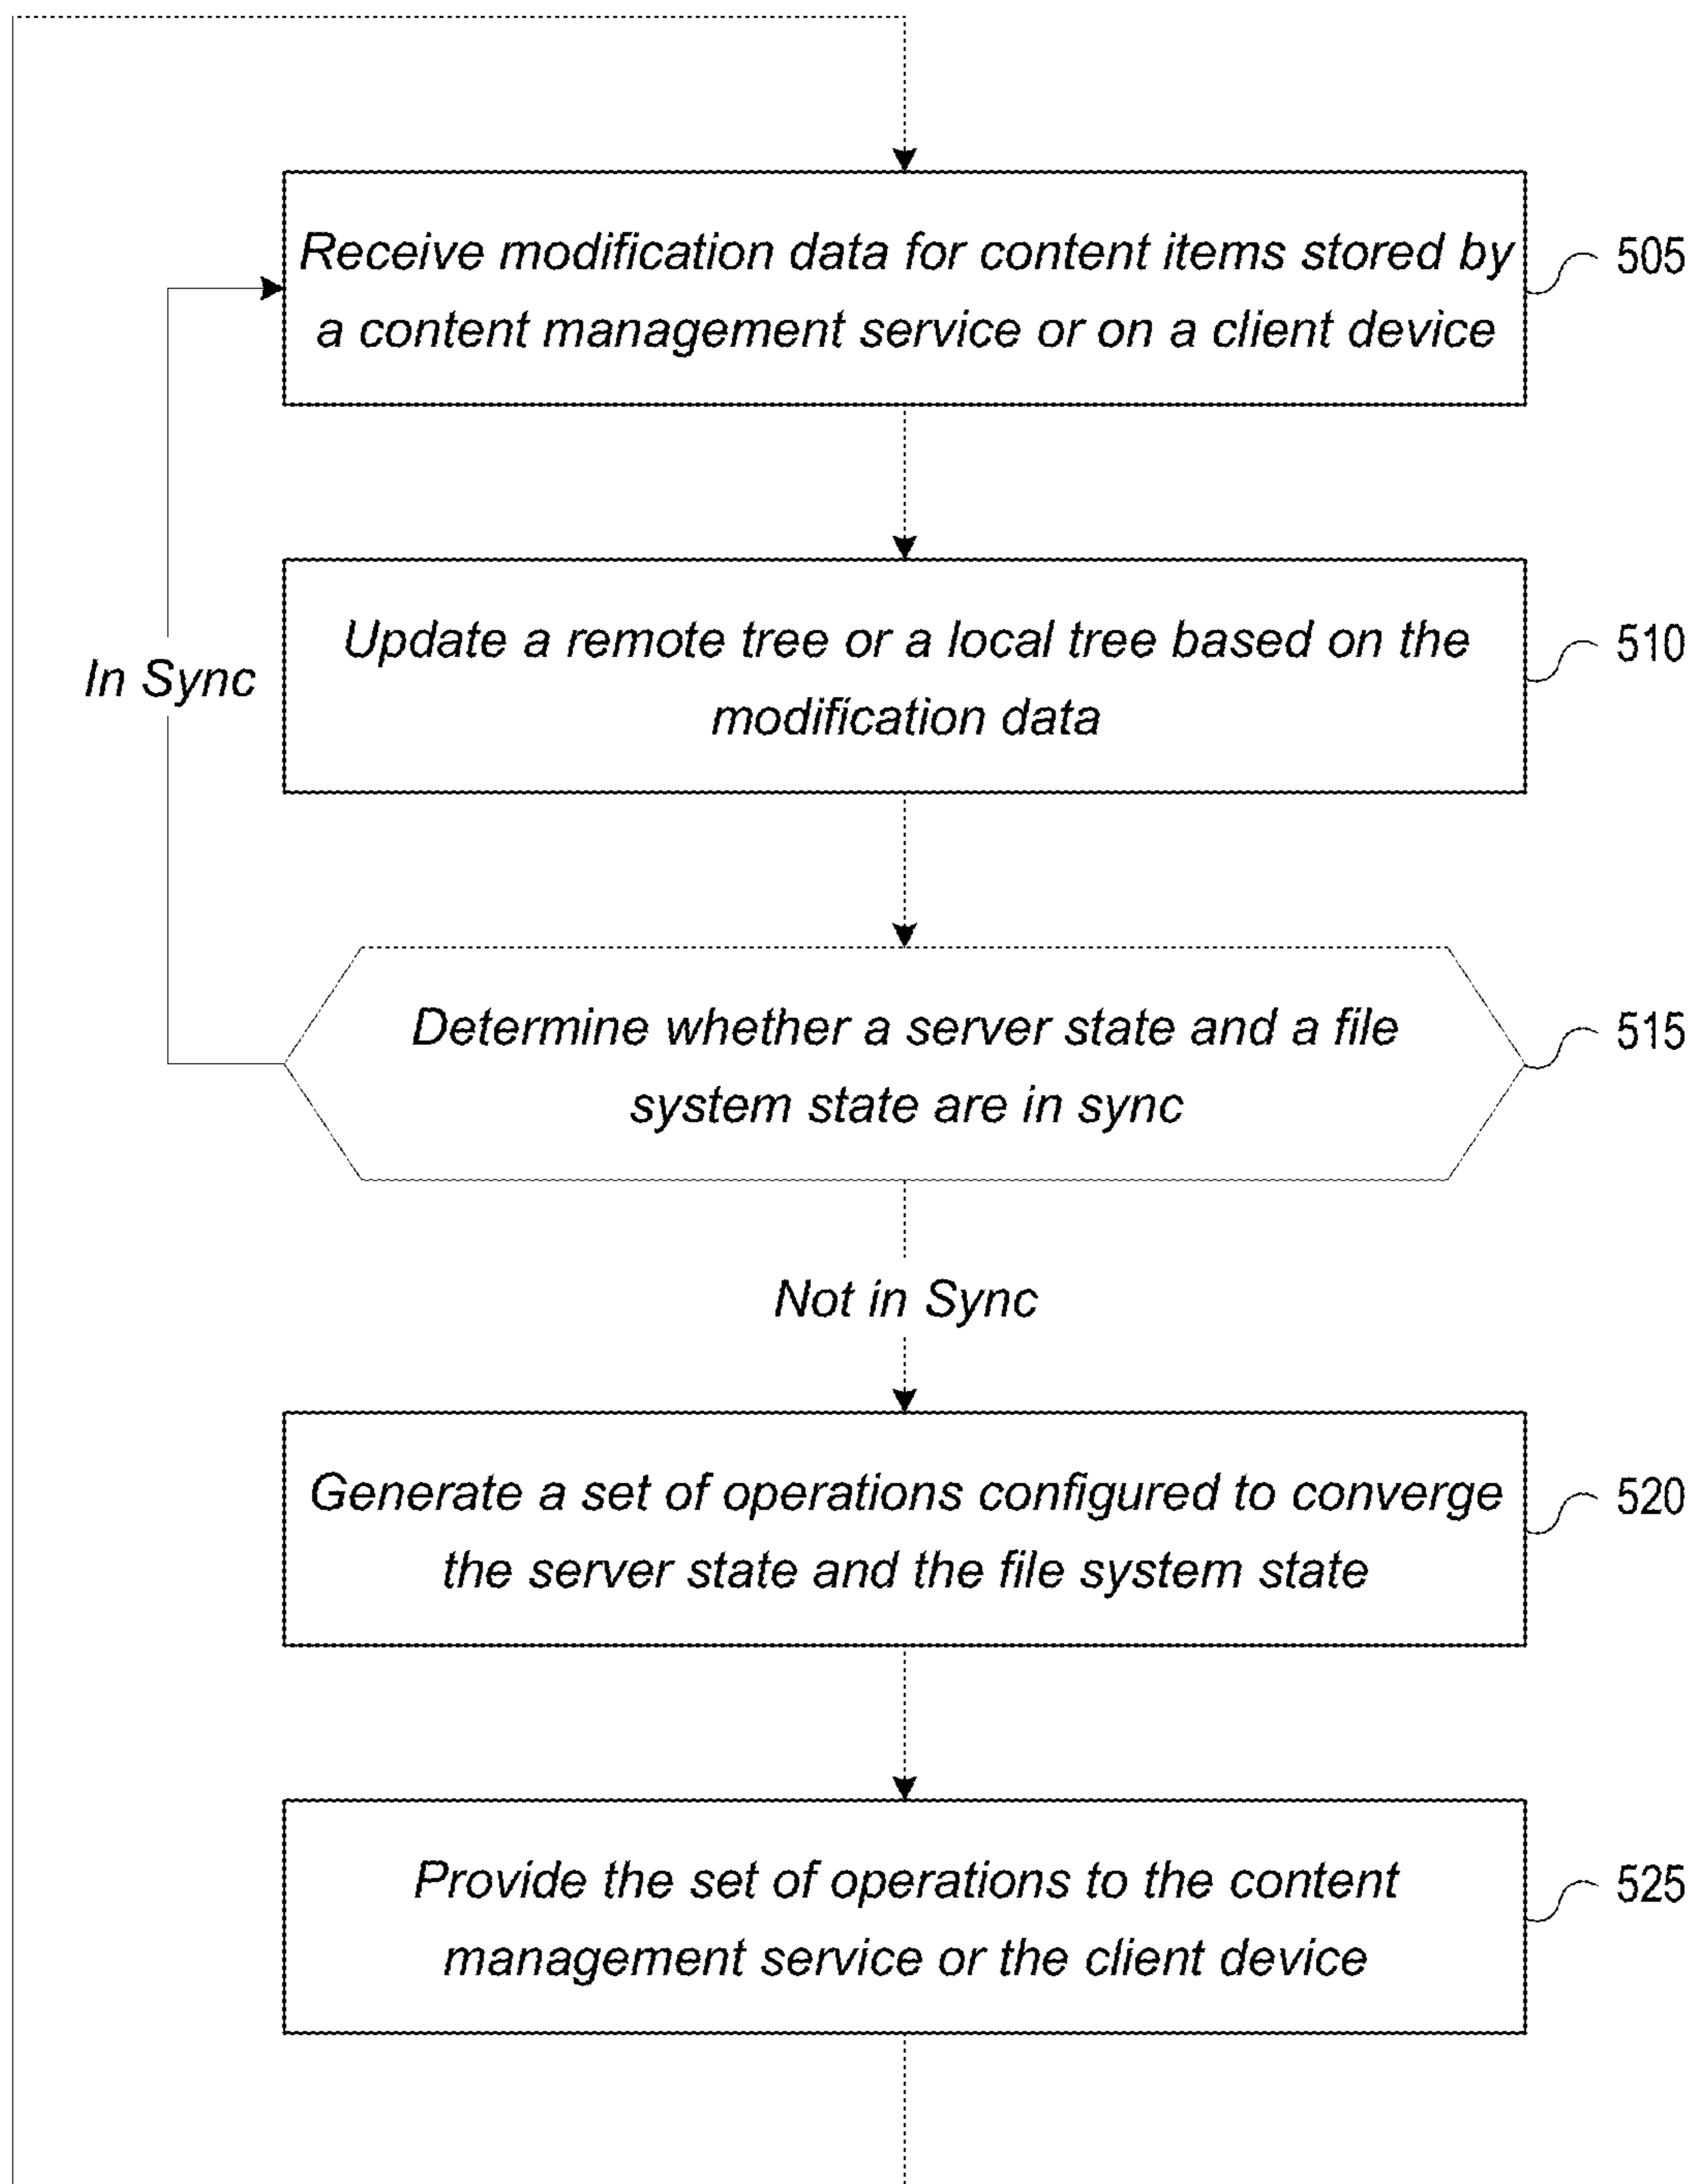 Receive modification data for content items stored by
a content management service or on a client device
505
Update a remote tree or a local tree based on the
modification data
510
In Sync
Determine whether a server state and a file
system state are in sync
515
Not in Sync
Generate a set of operations configured to converge
the server state and the file system state
520
Provide the set of operations to the content
management service or the client device
525